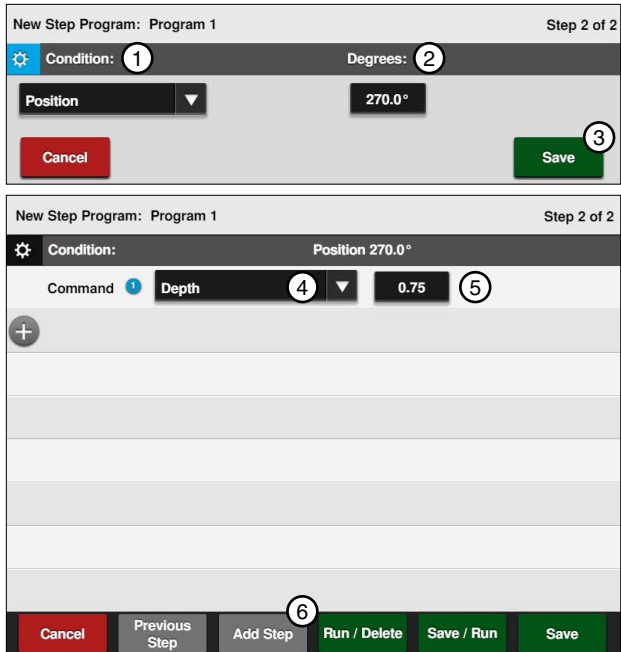 New Step Program: Program 1 Step 2 of 2
Condition: 1 Degrees: 2
Position 270.0°
3
Cancel Save
New Step Program: Program 1 Step 2 of 2
Condition: Position 270.0°
Command 1 Depth 4 0.75 5
6
Cancel Previous Step Add Step Run / Delete Save / Run Save